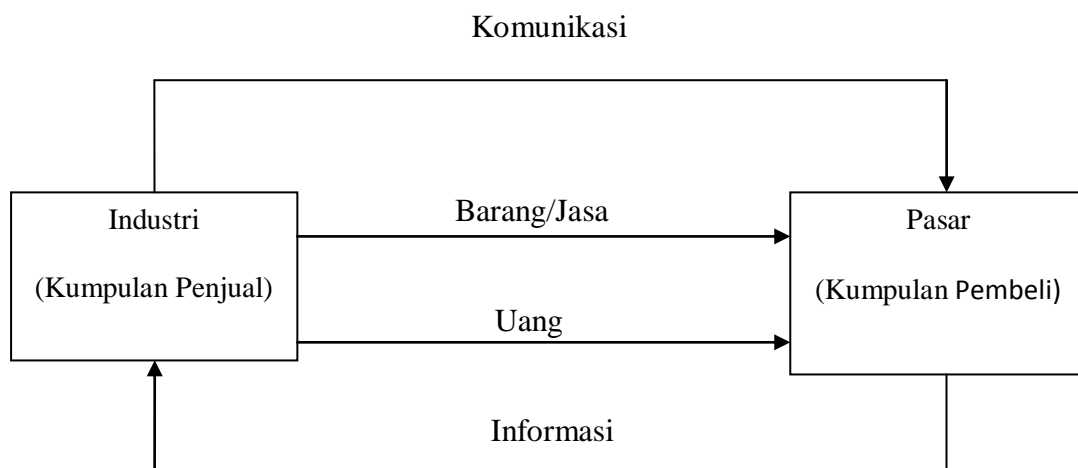 Komunikasi
Industri
(Kumpulan Penjual)
Barang/Jasa
Uang
Pasar
(Kumpulan Pembeli)
Informasi